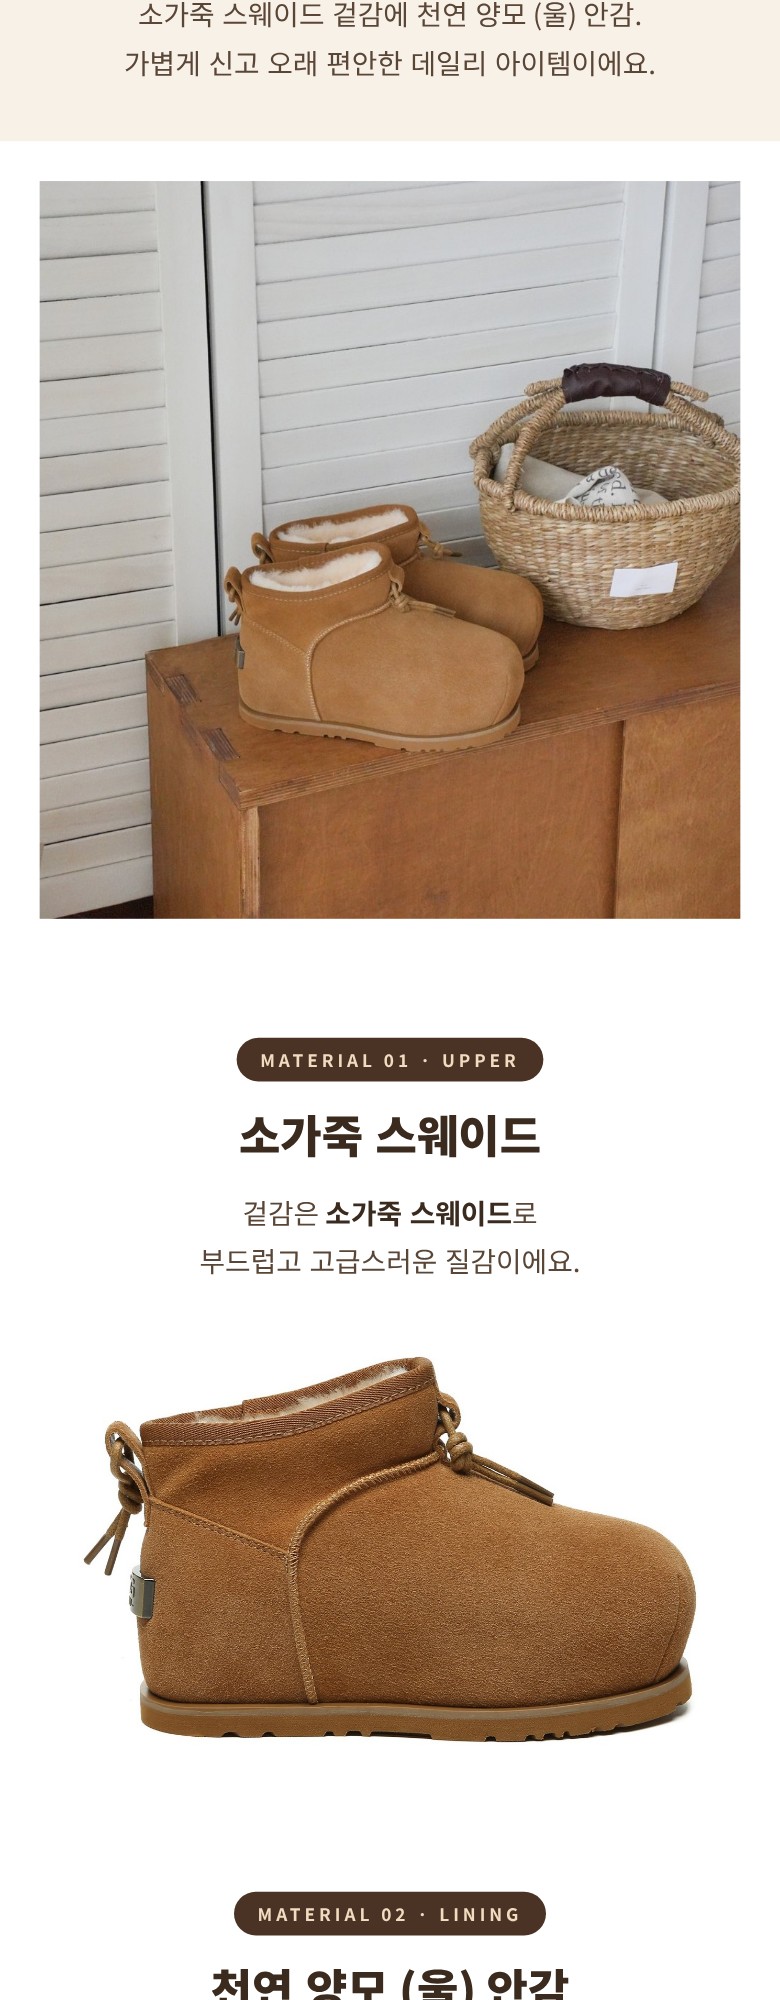 소가죽 스웨이드 겉감에 천연 양모 (울) 안감.
가볍게 신고 오래 편안한 데일리 아이템이에요.
MATERIAL 01 · UPPER
소가죽 스웨이드
겉감은 소가죽 스웨이드로
부드럽고 고급스러운 질감이에요.
MATERIAL 02 · LINING
천연 양모 (울) 안감